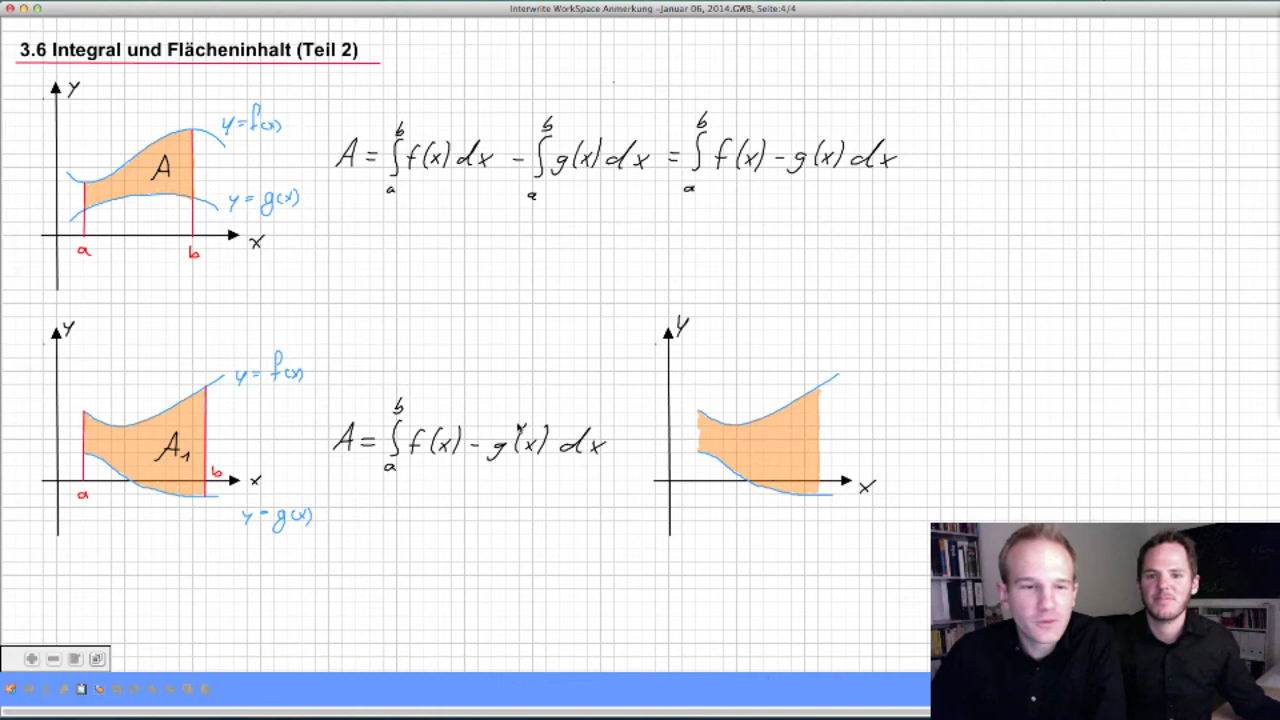 Interwrite WorkSpace Anmerkung -Januar 06, 2014.GWB, Seite:4/4
3.6 Integral und Flächeninhalt (Teil 2)
y
y = f(x)
A
y = g(x)
a
b
x
A = ∫_a^b f(x) dx - ∫_a^b g(x) dx = ∫_a^b f(x) - g(x) dx
y
y = f(x)
A₁
a
b
x
y = g(x)
A = ∫_a^b f(x) - g(x) dx
y
x